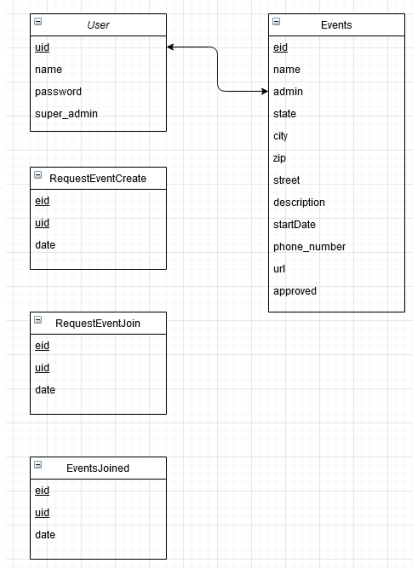 User
uid
name
password
super_admin
Events
eid
name
admin
state
city
zip
street
description
startDate
phone_number
url
approved
RequestEventCreate
eid
uid
date
RequestEventJoin
eid
uid
date
EventsJoined
eid
uid
date